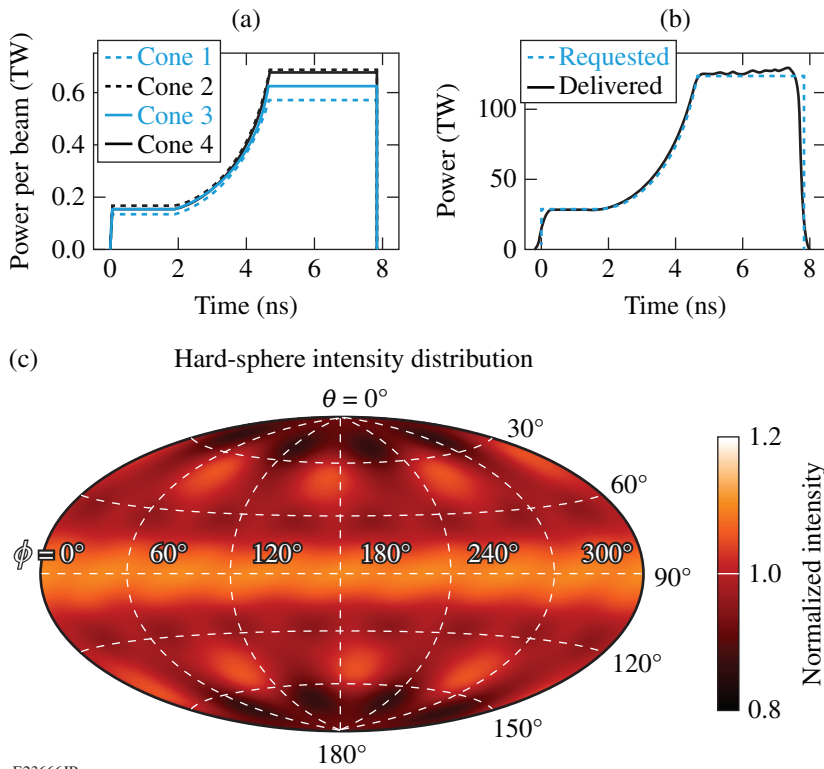 (a)
Power per beam (TW)
0.6
0.4
0.2
0.0
Cone 1
Cone 2
Cone 3
Cone 4
0 2 4 6 8
Time (ns)
(b)
Power (TW)
100
50
0
Requested
Delivered
0 2 4 6 8
Time (ns)
(c)
Hard-sphere intensity distribution
θ = 0°
30°
60°
ϕ = 0° 60° 120° 180° 240° 300°
90°
120°
150°
180°
1.2
1.0
0.8
Normalized intensity